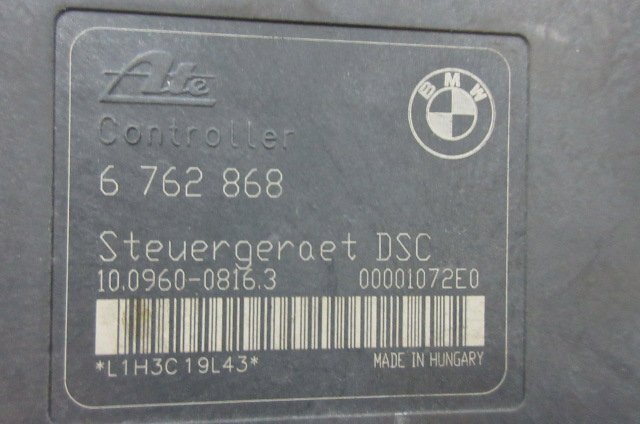 Ate
BMW
Controller
6 762 868
Steuergeraet DSC
10.0960-0816.3 00001072E0
*L1H3C19L43* MADE IN HUNGARY